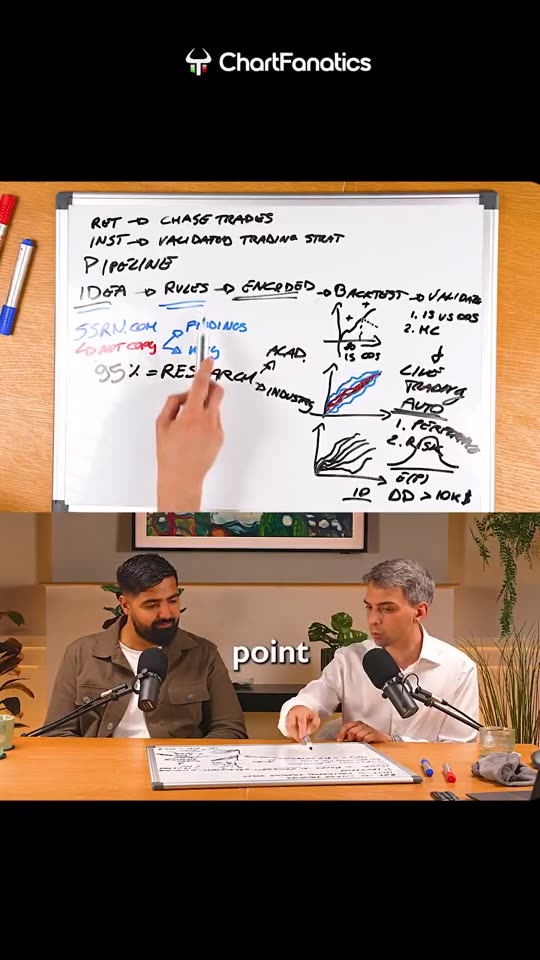 ChartFanatics
RET → CHASE TRADES
INST → VALIDATED TRADING STRAT
PIPELINE
IDEA → RULES → ENCODED → BACKTEST → VALIDATE
SSRN.COM
→ NOT COPY
FINDINGS
95% = RESEARCH
ACAD.
INDUSTRY
IS OOS
1. IS VS OOS
2. MC
LIVE
TRADING
AUTO
1. PERFORMANCE
2. RISK
E(P)
10
DD > 10K$
point